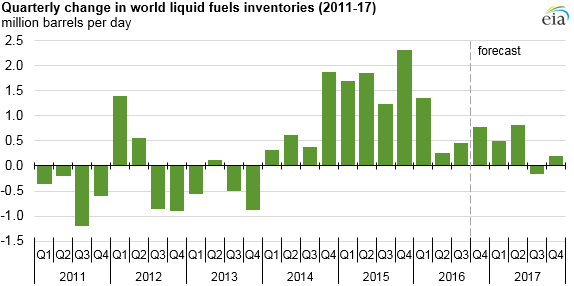 Quarterly change in world liquid fuels inventories (2011-17)
million barrels per day
eia
2.5
forecast
2.0
1.5
1.0
0.5
0.0
-0.5
-1.0
-1.5
Q1 Q2 Q3 Q4 Q1 Q2 Q3 Q4 Q1 Q2 Q3 Q4 Q1 Q2 Q3 Q4 Q1 Q2 Q3 Q4 Q1 Q2 Q3 Q4 Q1 Q2 Q3 Q4
2011 2012 2013 2014 2015 2016 2017